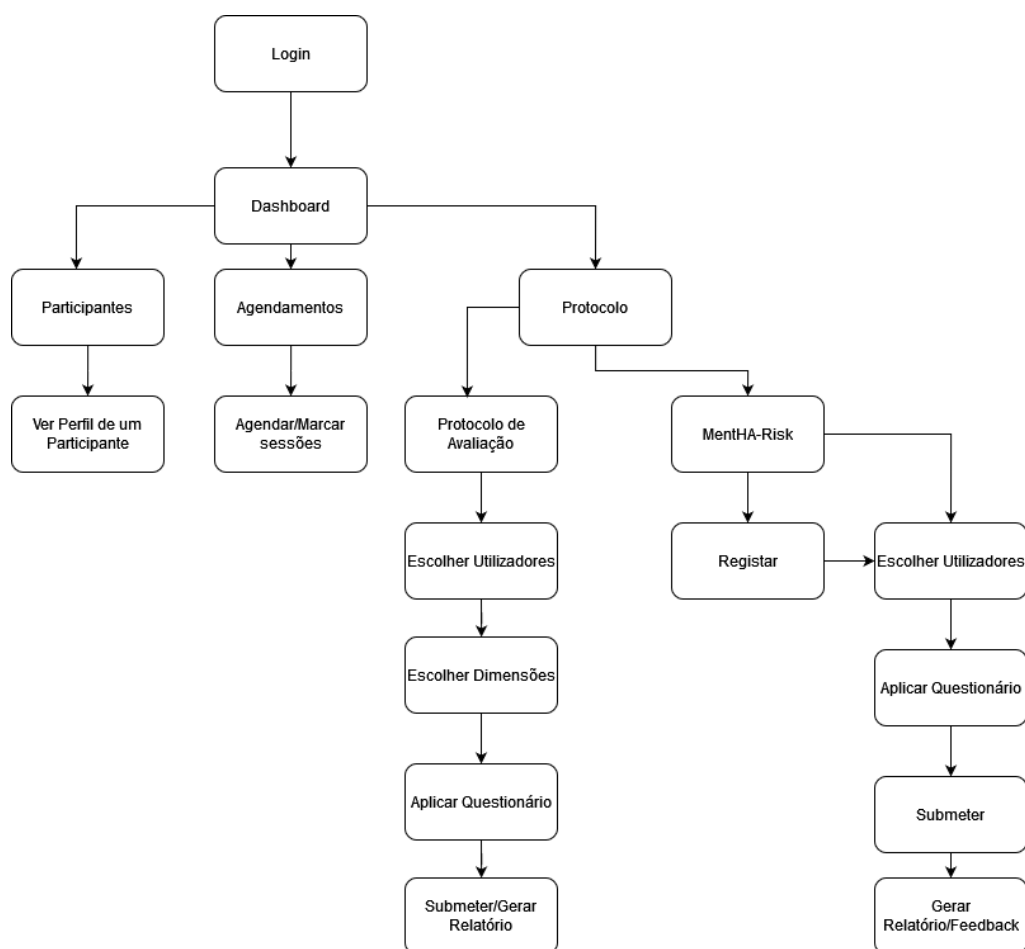 Login
Dashboard
Participantes
Agendamentos
Protocolo
Ver Perfil de um
Participante
Agendar/Marcar
sessões
Protocolo de
Avaliação
MentHA-Risk
Escolher Utilizadores
Registar
Escolher Utilizadores
Escolher Dimensões
Aplicar Questionário
Aplicar Questionário
Submeter
Submeter/Gerar
Relatório
Gerar
Relatório/Feedback